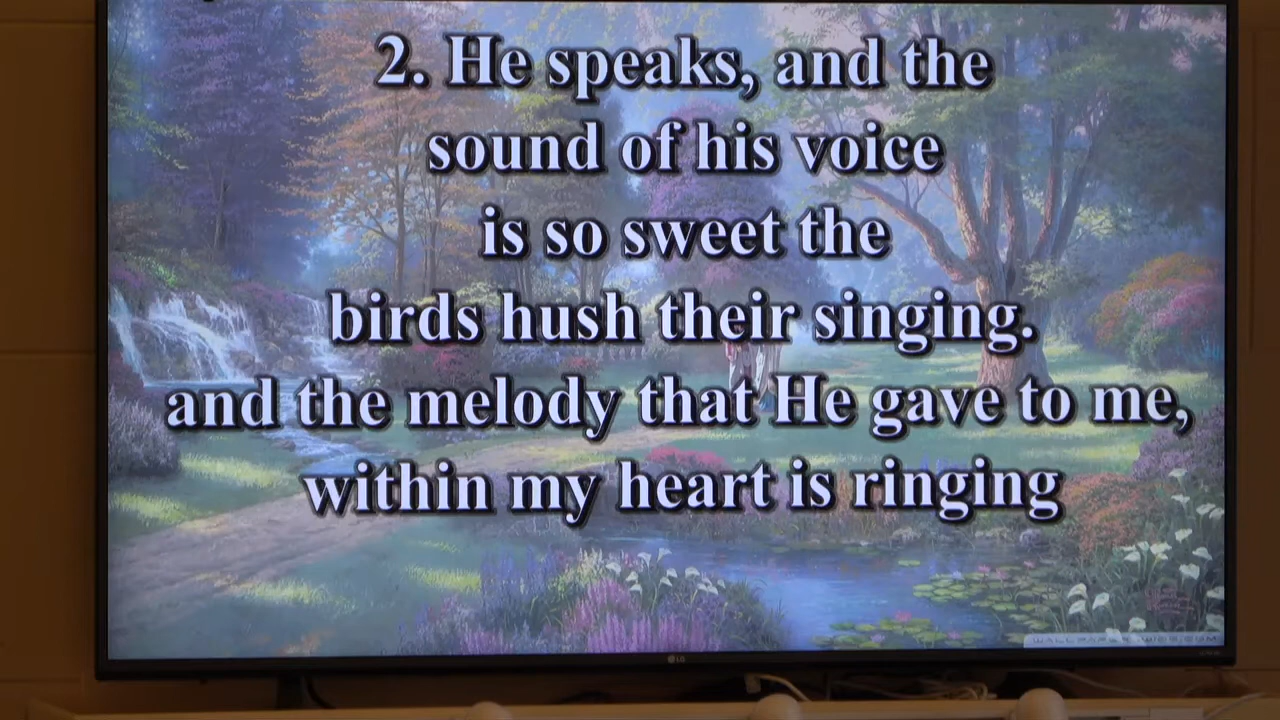 2. He speaks, and the
sound of his voice
is so sweet the
birds hush their singing.
and the melody that He gave to me,
within my heart is ringing
LG